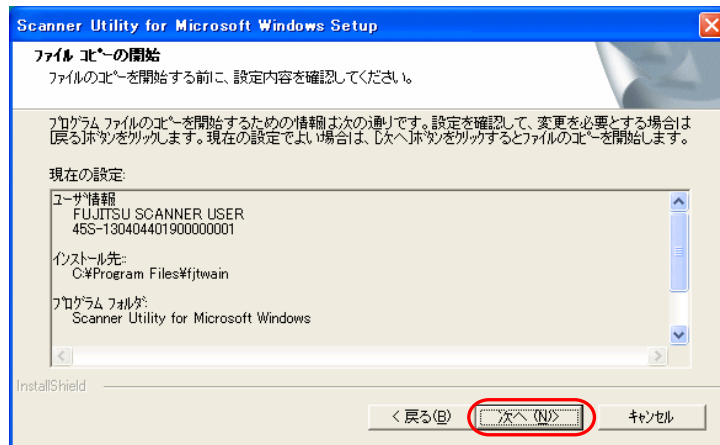 Scanner Utility for Microsoft Windows Setup
ファイル コピーの開始
ファイルのコピーを開始する前に、設定内容を確認してください。
プログラム ファイルのコピーを開始するための情報は次の通りです。設定を確認して、変更を必要とする場合は
[戻る]ボタンをクリックします。現在の設定でよい場合は、[次へ]ボタンをクリックするとファイルのコピーを開始します。
現在の設定:
ユーザ情報
FUJITSU SCANNER USER
45S-130404401900000001
インストール先:
C:¥Program Files¥fjtwain
プログラム フォルダ:
Scanner Utility for Microsoft Windows
InstallShield
< 戻る(B)
次へ (N)>
キャンセル